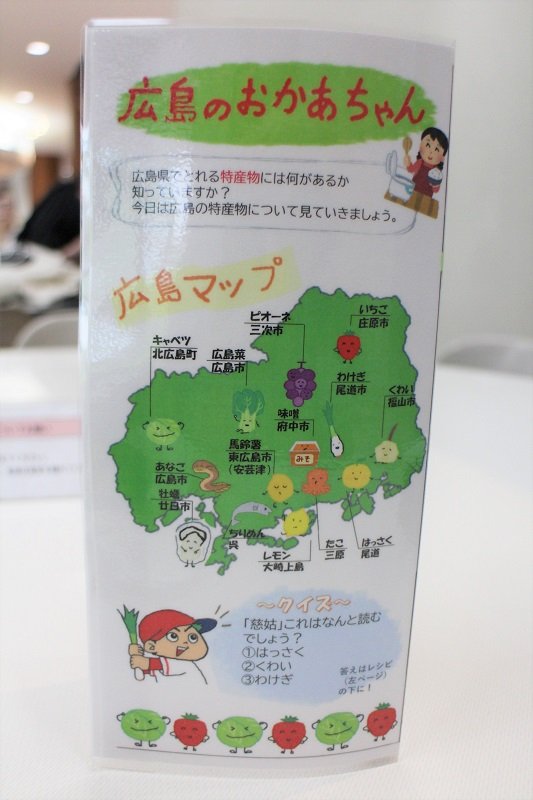 広島のおかあちゃん
広島県でとれる特産物には何があるか
知っていますか？
今日は広島の特産物について見ていきましょう。
広島マップ
いちご
庄原市
ピオーネ
三次市
キャベツ
北広島町
広島菜
広島市
わけぎ
尾道市
くわい
福山市
味噌
府中市
みそ
馬鈴薯
東広島市
（安芸津）
あなご
広島市
牡蠣
廿日市
ちりめん
呉
レモン
大崎上島
たこ
三原
はっさく
尾道
～クイズ～
「慈姑」これはなんと読む
でしょう？
①はっさく
②くわい
③わけぎ
答えはレシピ
（左ページ）
の下に！